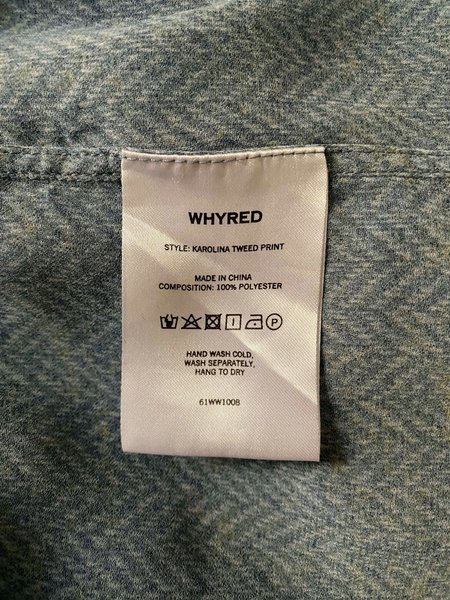 WHYRED
STYLE: KAROLINA TWEED PRINT
MADE IN CHINA
COMPOSITION: 100% POLYESTER
P
HAND WASH COLD,
WASH SEPARATELY,
HANG TO DRY
61WW1008